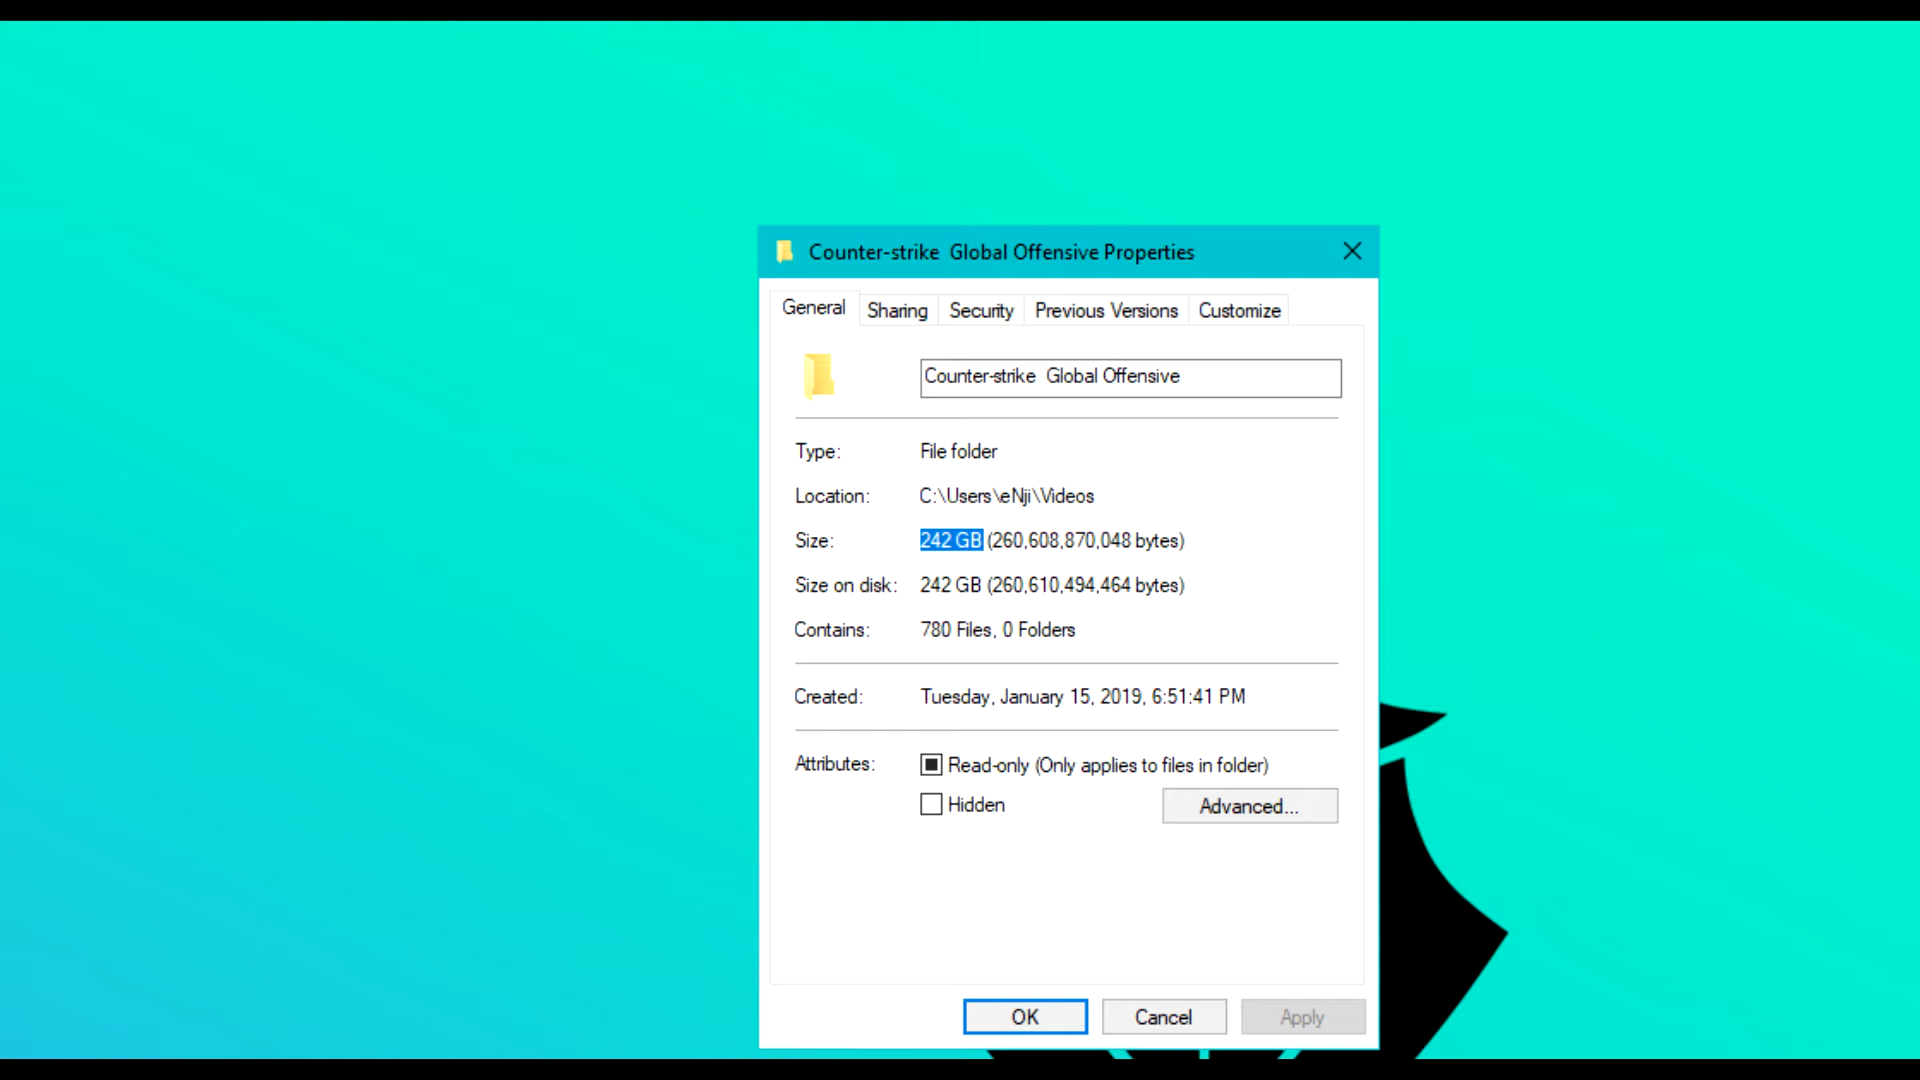 Counter-strike  Global Offensive Properties
General Sharing Security Previous Versions Customize
Counter-strike  Global Offensive
Type: File folder
Location: C:\Users\eNji\Videos
Size: 242 GB (260,608,870,048 bytes)
Size on disk: 242 GB (260,610,494,464 bytes)
Contains: 780 Files, 0 Folders
Created: Tuesday, January 15, 2019, 6:51:41 PM
Attributes: Read-only (Only applies to files in folder)
Hidden Advanced...
OK Cancel Apply